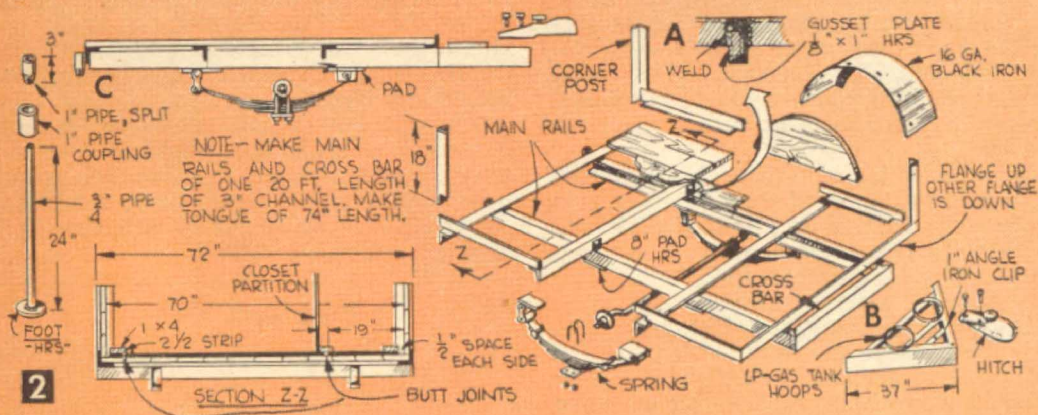 3"
C
1" PIPE, SPLIT
1" PIPE
COUPLING
3/4" PIPE
24"
FOOT
-HRS-
2
PAD
NOTE- MAKE MAIN
RAILS AND CROSS BAR
OF ONE 20 FT. LENGTH
OF 3" CHANNEL. MAKE
TONGUE OF 74" LENGTH.
72"
CLOSET
PARTITION
70"
1 x 4
2 1/2 STRIP
19"
1/2" SPACE
EACH SIDE
SECTION Z-Z
BUTT JOINTS
18"
CORNER
POST
A
WELD
GUSSET PLATE
1/8" x 1" HRS
16 GA.
BLACK IRON
MAIN RAILS
Z
Z
FLANGE UP
OTHER FLANGE
IS DOWN
8" PAD
HRS
CROSS
BAR
1" ANGLE
IRON CLIP
B
SPRING
LP-GAS TANK
HOOPS
37"
HITCH